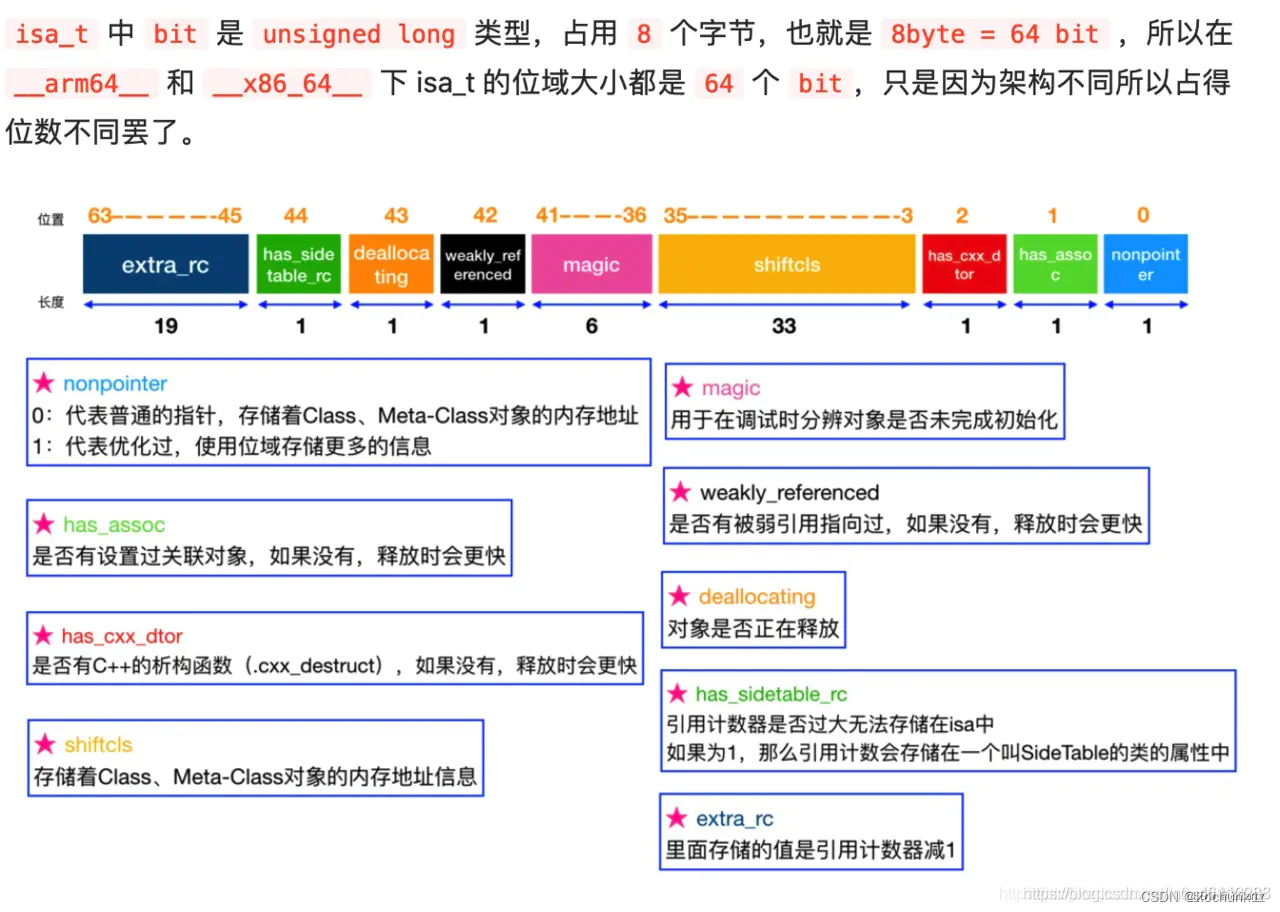 isa_t 中 bit 是 unsigned long 类型，占用 8 个字节，也就是 8byte = 64 bit ，所以在
__arm64__ 和 __x86_64__ 下 isa_t 的位域大小都是 64 个 bit ，只是因为架构不同所以占得
位数不同罢了。
位置 63------45 44 43 42 41----36 35-----------3 2 1 0
extra_rc
has_side
table_rc
dealloca
ting
weakly_ref
erenced
magic
shiftcls
has_cxx_d
tor
has_asso
c
nonpoint
er
长度
19 1 1 1 6 33 1 1 1
★ nonpointer
0：代表普通的指针，存储着Class、Meta-Class对象的内存地址
1：代表优化过，使用位域存储更多的信息
★ has_assoc
是否有设置过关联对象，如果没有，释放时会更快
★ has_cxx_dtor
是否有C++的析构函数（.cxx_destruct），如果没有，释放时会更快
★ shiftcls
存储着Class、Meta-Class对象的内存地址信息
★ magic
用于在调试时分辨对象是否未完成初始化
★ weakly_referenced
是否有被弱引用指向过，如果没有，释放时会更快
★ deallocating
对象是否正在释放
★ has_sidetable_rc
引用计数器是否过大无法存储在isa中
如果为1，那么引用计数会存储在一个叫SideTable的类的属性中
★ extra_rc
里面存储的值是引用计数器减1